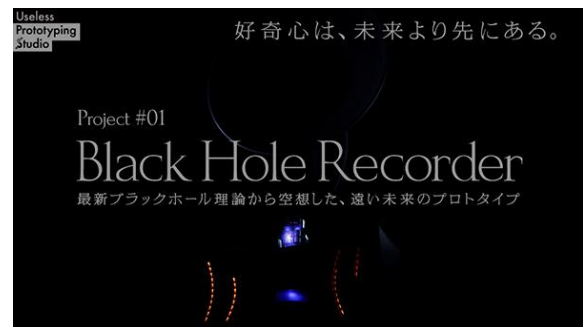 Useless
Prototyping
Studio
好奇心は、未来より先にある。
Project #01
Black Hole Recorder
最新ブラックホール理論から空想した、遠い未来のプロトタイプ